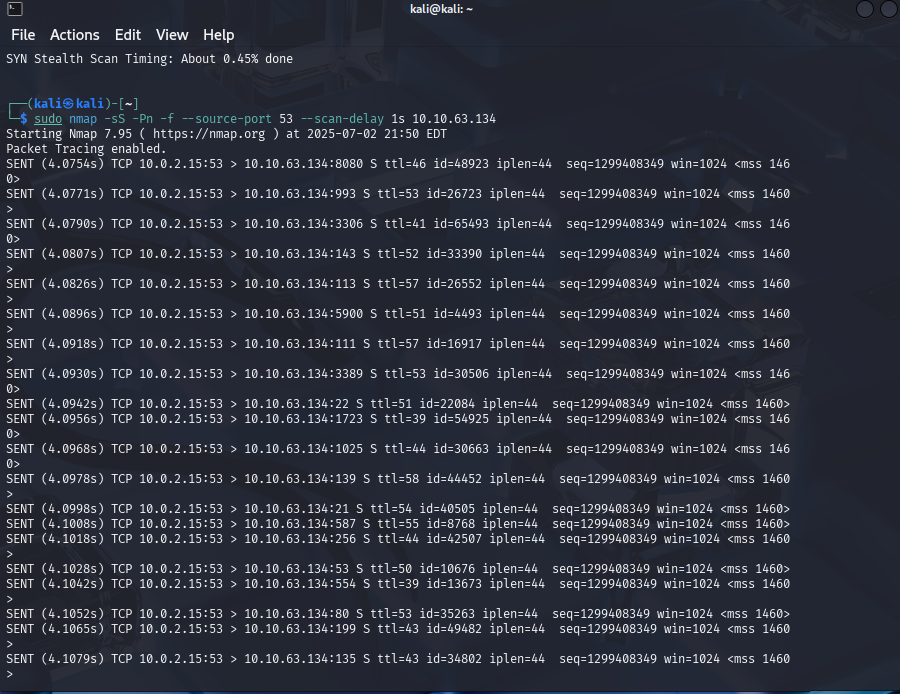 kali@kali: ~
File Actions Edit View Help
SYN Stealth Scan Timing: About 0.45% done
┌──(kali㉿kali)-[~]
└─$ sudo nmap -sS -Pn -f --source-port 53 --scan-delay 1s 10.10.63.134
Starting Nmap 7.95 ( https://nmap.org ) at 2025-07-02 21:50 EDT
Packet Tracing enabled.
SENT (4.0754s) TCP 10.0.2.15:53 > 10.10.63.134:8080 S ttl=46 id=48923 iplen=44  seq=1299408349 win=1024 <mss 146
0>
SENT (4.0771s) TCP 10.0.2.15:53 > 10.10.63.134:993 S ttl=53 id=26723 iplen=44  seq=1299408349 win=1024 <mss 1460
>
SENT (4.0790s) TCP 10.0.2.15:53 > 10.10.63.134:3306 S ttl=41 id=65493 iplen=44  seq=1299408349 win=1024 <mss 146
0>
SENT (4.0807s) TCP 10.0.2.15:53 > 10.10.63.134:143 S ttl=52 id=33390 iplen=44  seq=1299408349 win=1024 <mss 1460
>
SENT (4.0826s) TCP 10.0.2.15:53 > 10.10.63.134:113 S ttl=57 id=26552 iplen=44  seq=1299408349 win=1024 <mss 1460
>
SENT (4.0896s) TCP 10.0.2.15:53 > 10.10.63.134:5900 S ttl=51 id=4493 iplen=44  seq=1299408349 win=1024 <mss 1460
>
SENT (4.0918s) TCP 10.0.2.15:53 > 10.10.63.134:111 S ttl=57 id=16917 iplen=44  seq=1299408349 win=1024 <mss 1460
>
SENT (4.0930s) TCP 10.0.2.15:53 > 10.10.63.134:3389 S ttl=53 id=30506 iplen=44  seq=1299408349 win=1024 <mss 146
0>
SENT (4.0942s) TCP 10.0.2.15:53 > 10.10.63.134:22 S ttl=51 id=22084 iplen=44  seq=1299408349 win=1024 <mss 1460>
SENT (4.0956s) TCP 10.0.2.15:53 > 10.10.63.134:1723 S ttl=39 id=54925 iplen=44  seq=1299408349 win=1024 <mss 146
0>
SENT (4.0968s) TCP 10.0.2.15:53 > 10.10.63.134:1025 S ttl=44 id=30663 iplen=44  seq=1299408349 win=1024 <mss 146
0>
SENT (4.0978s) TCP 10.0.2.15:53 > 10.10.63.134:139 S ttl=58 id=44452 iplen=44  seq=1299408349 win=1024 <mss 1460
>
SENT (4.0998s) TCP 10.0.2.15:53 > 10.10.63.134:21 S ttl=54 id=40505 iplen=44  seq=1299408349 win=1024 <mss 1460>
SENT (4.1008s) TCP 10.0.2.15:53 > 10.10.63.134:587 S ttl=55 id=8768 iplen=44  seq=1299408349 win=1024 <mss 1460>
SENT (4.1018s) TCP 10.0.2.15:53 > 10.10.63.134:256 S ttl=44 id=42507 iplen=44  seq=1299408349 win=1024 <mss 1460
>
SENT (4.1028s) TCP 10.0.2.15:53 > 10.10.63.134:53 S ttl=50 id=10676 iplen=44  seq=1299408349 win=1024 <mss 1460>
SENT (4.1042s) TCP 10.0.2.15:53 > 10.10.63.134:554 S ttl=39 id=13673 iplen=44  seq=1299408349 win=1024 <mss 1460
>
SENT (4.1052s) TCP 10.0.2.15:53 > 10.10.63.134:80 S ttl=53 id=35263 iplen=44  seq=1299408349 win=1024 <mss 1460>
SENT (4.1065s) TCP 10.0.2.15:53 > 10.10.63.134:199 S ttl=43 id=49482 iplen=44  seq=1299408349 win=1024 <mss 1460
>
SENT (4.1079s) TCP 10.0.2.15:53 > 10.10.63.134:135 S ttl=43 id=34802 iplen=44  seq=1299408349 win=1024 <mss 1460
>